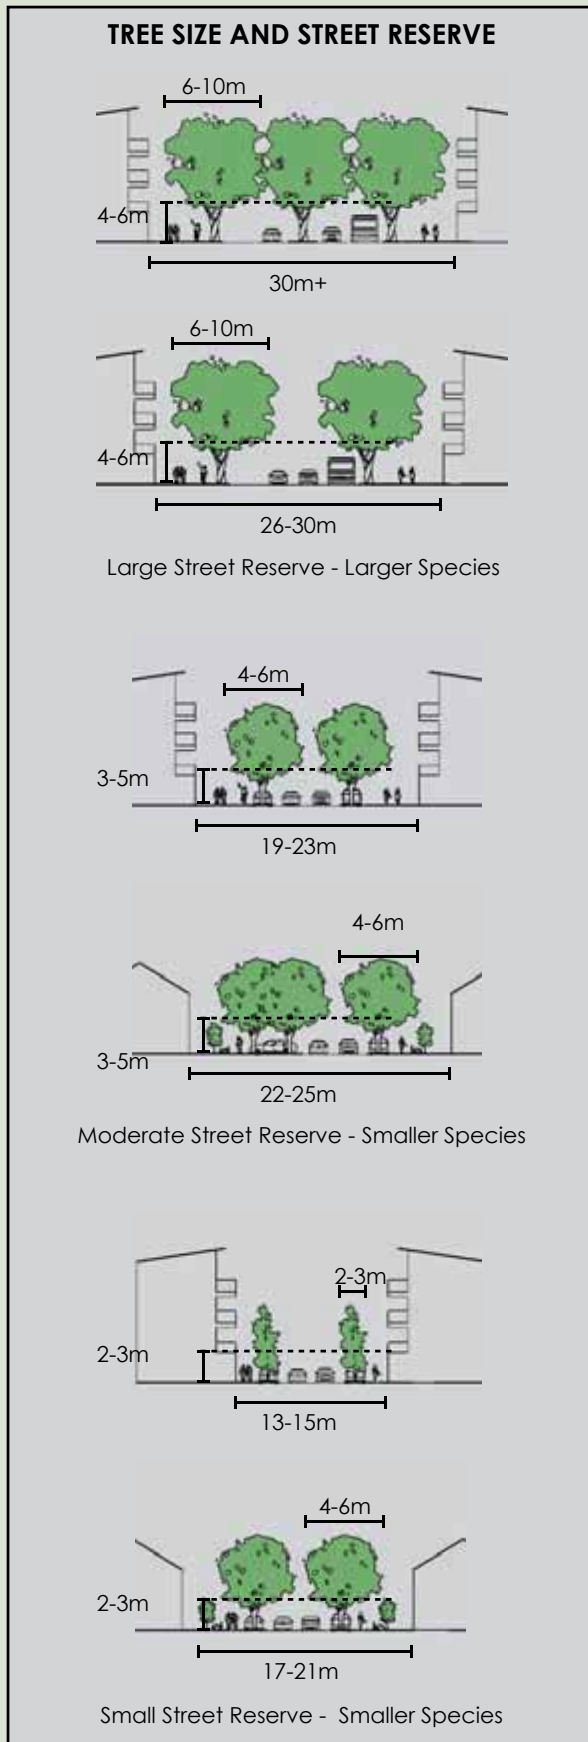 TREE SIZE AND STREET RESERVE
6-10m
4-6m
30m+
6-10m
4-6m
26-30m
Large Street Reserve - Larger Species
4-6m
3-5m
19-23m
4-6m
3-5m
22-25m
Moderate Street Reserve - Smaller Species
2-3m
2-3m
13-15m
4-6m
2-3m
17-21m
Small Street Reserve -  Smaller Species